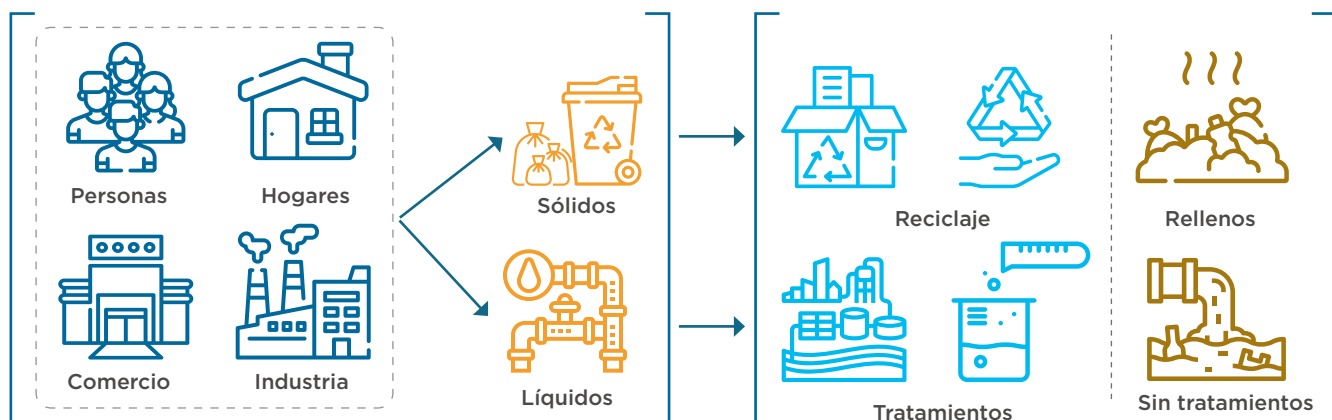 Personas
Hogares
Comercio
Industria
Sólidos
Líquidos
Reciclaje
Rellenos
Tratamientos
Sin tratamientos